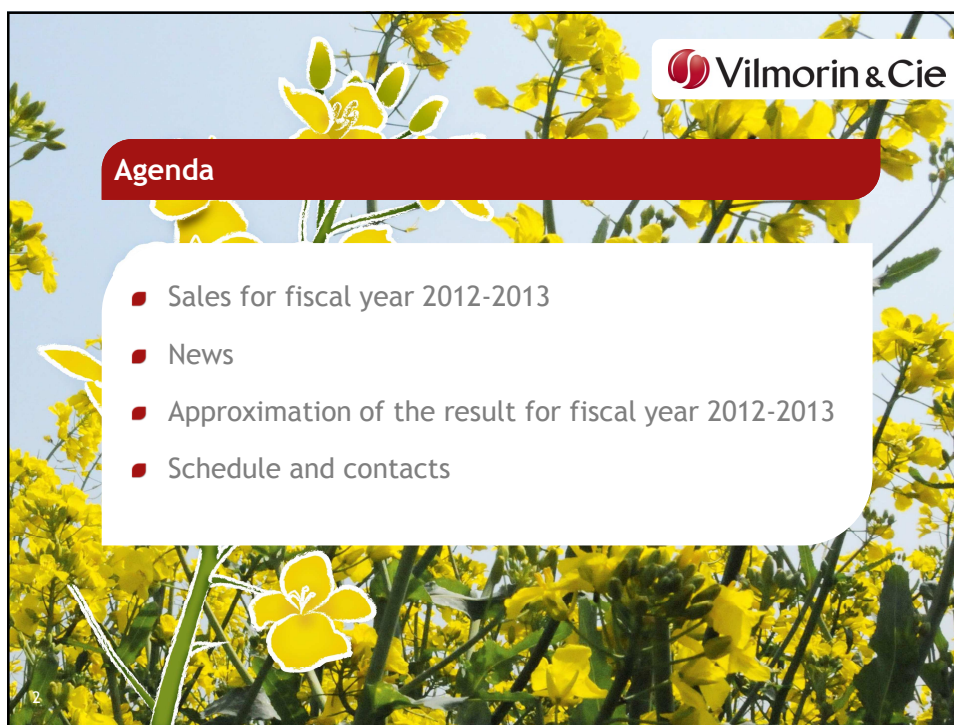 Vilmorin & Cie
Agenda
Sales for fiscal year 2012-2013
News
Approximation of the result for fiscal year 2012-2013
Schedule and contacts
2